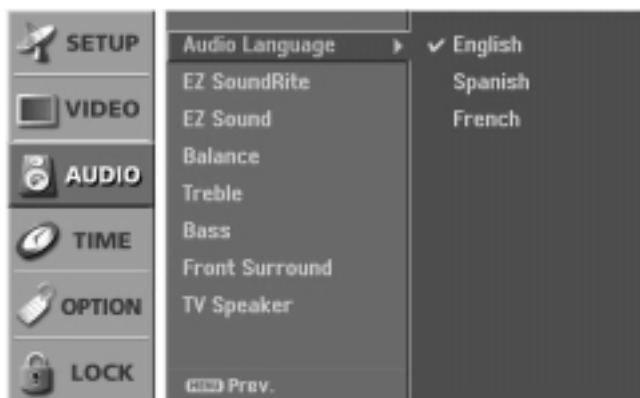 SETUP
VIDEO
AUDIO
TIME
OPTION
LOCK
Audio Language
EZ SoundRite
EZ Sound
Balance
Treble
Bass
Front Surround
TV Speaker
MENU Prev.
English
Spanish
French